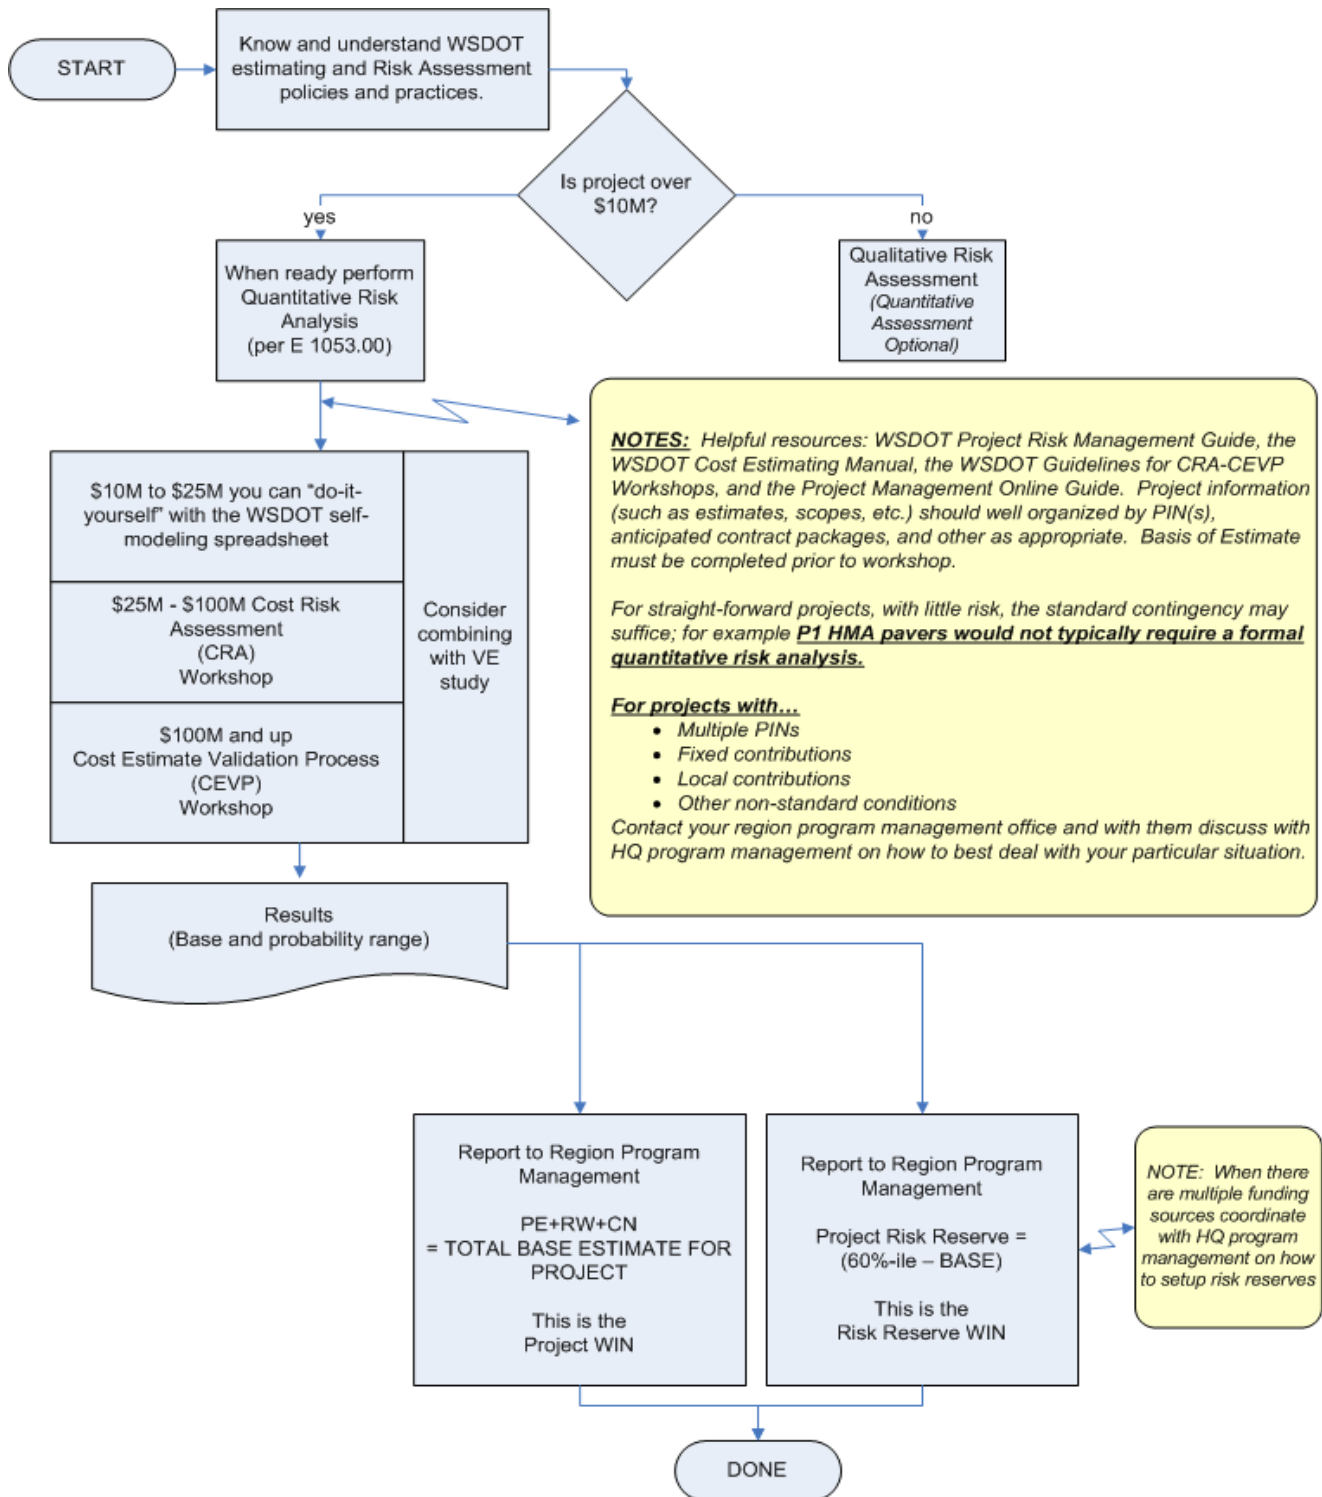 START
Know and understand WSDOT
estimating and Risk Assessment
policies and practices.
Is project over
$10M?
yes
no
When ready perform
Quantitative Risk
Analysis
(per E 1053.00)
Qualitative Risk
Assessment
(Quantitative
Assessment
Optional)
NOTES: Helpful resources: WSDOT Project Risk Management Guide, the
WSDOT Cost Estimating Manual, the WSDOT Guidelines for CRA-CEVP
Workshops, and the Project Management Online Guide. Project information
(such as estimates, scopes, etc.) should well organized by PIN(s),
anticipated contract packages, and other as appropriate. Basis of Estimate
must be completed prior to workshop.
For straight-forward projects, with little risk, the standard contingency may
suffice; for example P1 HMA pavers would not typically require a formal
quantitative risk analysis.
For projects with...
• Multiple PINs
• Fixed contributions
• Local contributions
• Other non-standard conditions
Contact your region program management office and with them discuss with
HQ program management on how to best deal with your particular situation.
$10M to $25M you can "do-it-
yourself" with the WSDOT self-
modeling spreadsheet
$25M - $100M Cost Risk
Assessment
(CRA)
Workshop
$100M and up
Cost Estimate Validation Process
(CEVP)
Workshop
Consider
combining
with VE
study
Results
(Base and probability range)
Report to Region Program
Management
PE+RW+CN
= TOTAL BASE ESTIMATE FOR
PROJECT
This is the
Project WIN
Report to Region Program
Management
Project Risk Reserve =
(60%-ile – BASE)
This is the
Risk Reserve WIN
NOTE: When there
are multiple funding
sources coordinate
with HQ program
management on how
to setup risk reserves
DONE